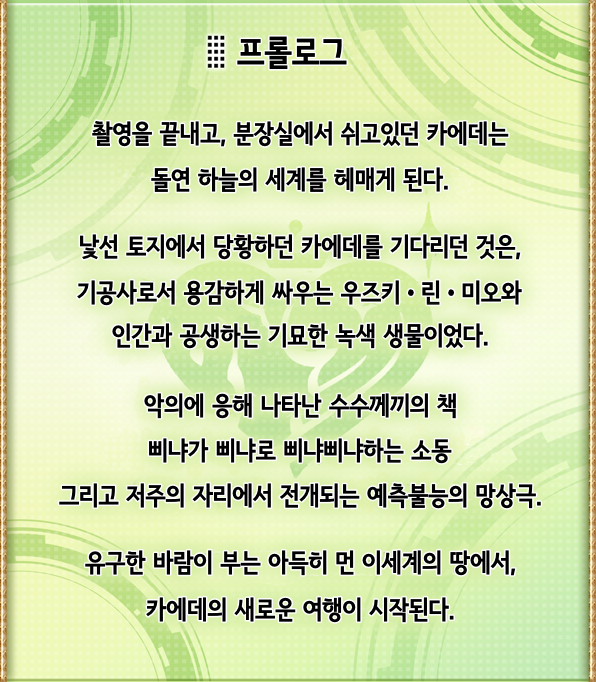 프롤로그
촬영을 끝내고, 분장실에서 쉬고있던 카에데는
돌연 하늘의 세계를 헤매게 된다.
낯선 토지에서 당황하던 카에데를 기다리던 것은,
기공사로서 용감하게 싸우는 우즈키・린・미오와
인간과 공생하는 기묘한 녹색 생물이었다.
악의에 응해 나타난 수수께끼의 책
삐냐가 삐냐로 삐냐삐냐하는 소동
그리고 저주의 자리에서 전개되는 예측불능의 망상극.
유구한 바람이 부는 아득히 먼 이세계의 땅에서,
카에데의 새로운 여행이 시작된다.